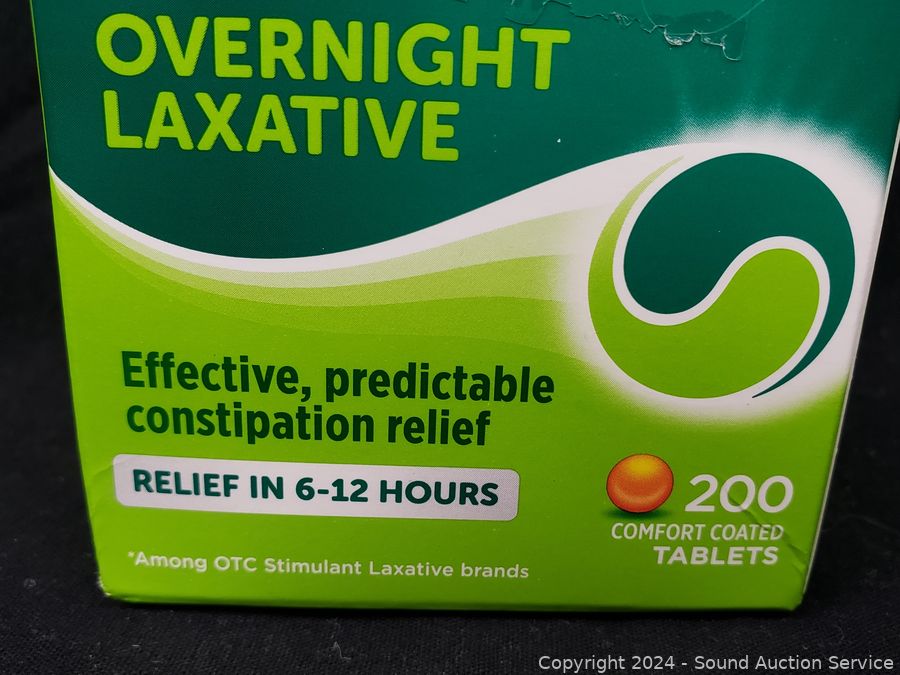 OVERNIGHT
LAXATIVE
Effective, predictable
constipation relief
RELIEF IN 6-12 HOURS
200
COMFORT COATED
TABLETS
*Among OTC Stimulant Laxative brands
Copyright 2024 - Sound Auction Service